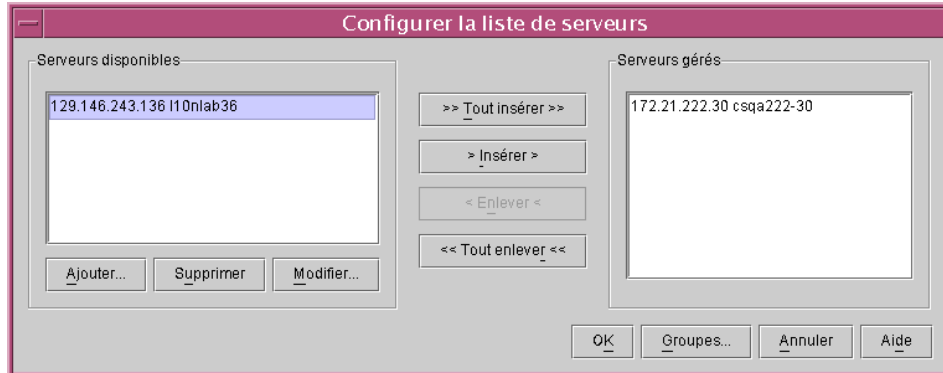 Configurer la liste de serveurs
Serveurs disponibles
129.146.243.136 l10nlab36
Ajouter...
Supprimer
Modifier...
>> Tout insérer >>
> Insérer >
< Enlever <
<< Tout enlever <<
Serveurs gérés
172.21.222.30 csqa222-30
OK
Groupes...
Annuler
Aide